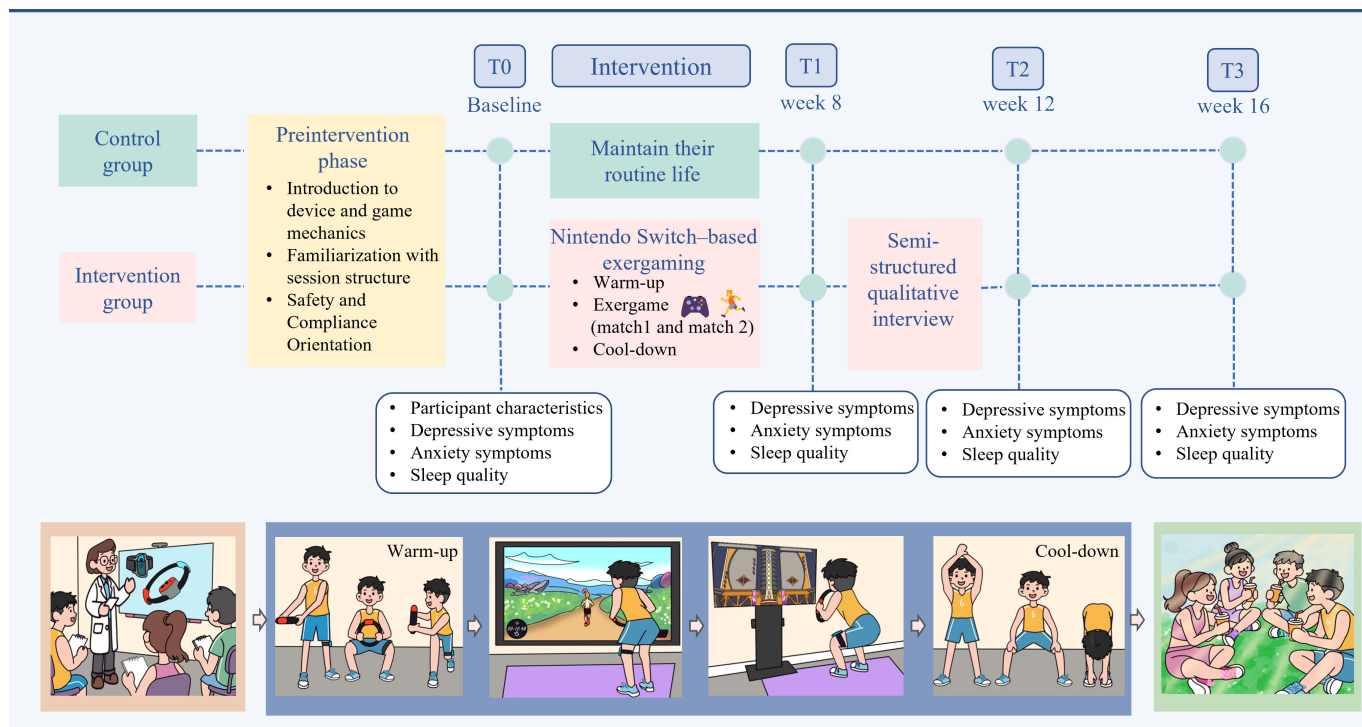 T0
Intervention
T1
T2
T3
Baseline
week 8
week 12
week 16
Control
group
Preintervention
phase
• Introduction to
device and game
mechanics
• Familiarization with
session structure
• Safety and
Compliance
Orientation
Maintain their
routine life
Intervention
group
Nintendo Switch–based
exergaming
• Warm-up
• Exergame
(match1 and match 2)
• Cool-down
Semi-
structured
qualitative
interview
• Participant characteristics
• Depressive symptoms
• Anxiety symptoms
• Sleep quality
• Depressive symptoms
• Anxiety symptoms
• Sleep quality
• Depressive symptoms
• Anxiety symptoms
• Sleep quality
• Depressive symptoms
• Anxiety symptoms
• Sleep quality
Warm-up
Cool-down
6
6